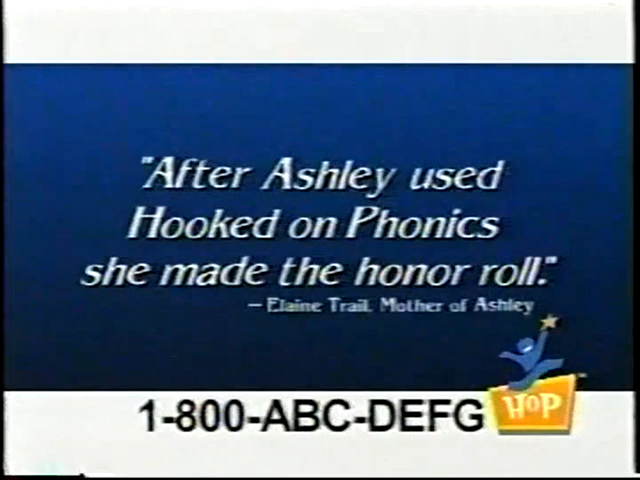 "After Ashley used
Hooked on Phonics
she made the honor roll."
– Elaine Trail, Mother of Ashley
1-800-ABC-DEFG
HOP